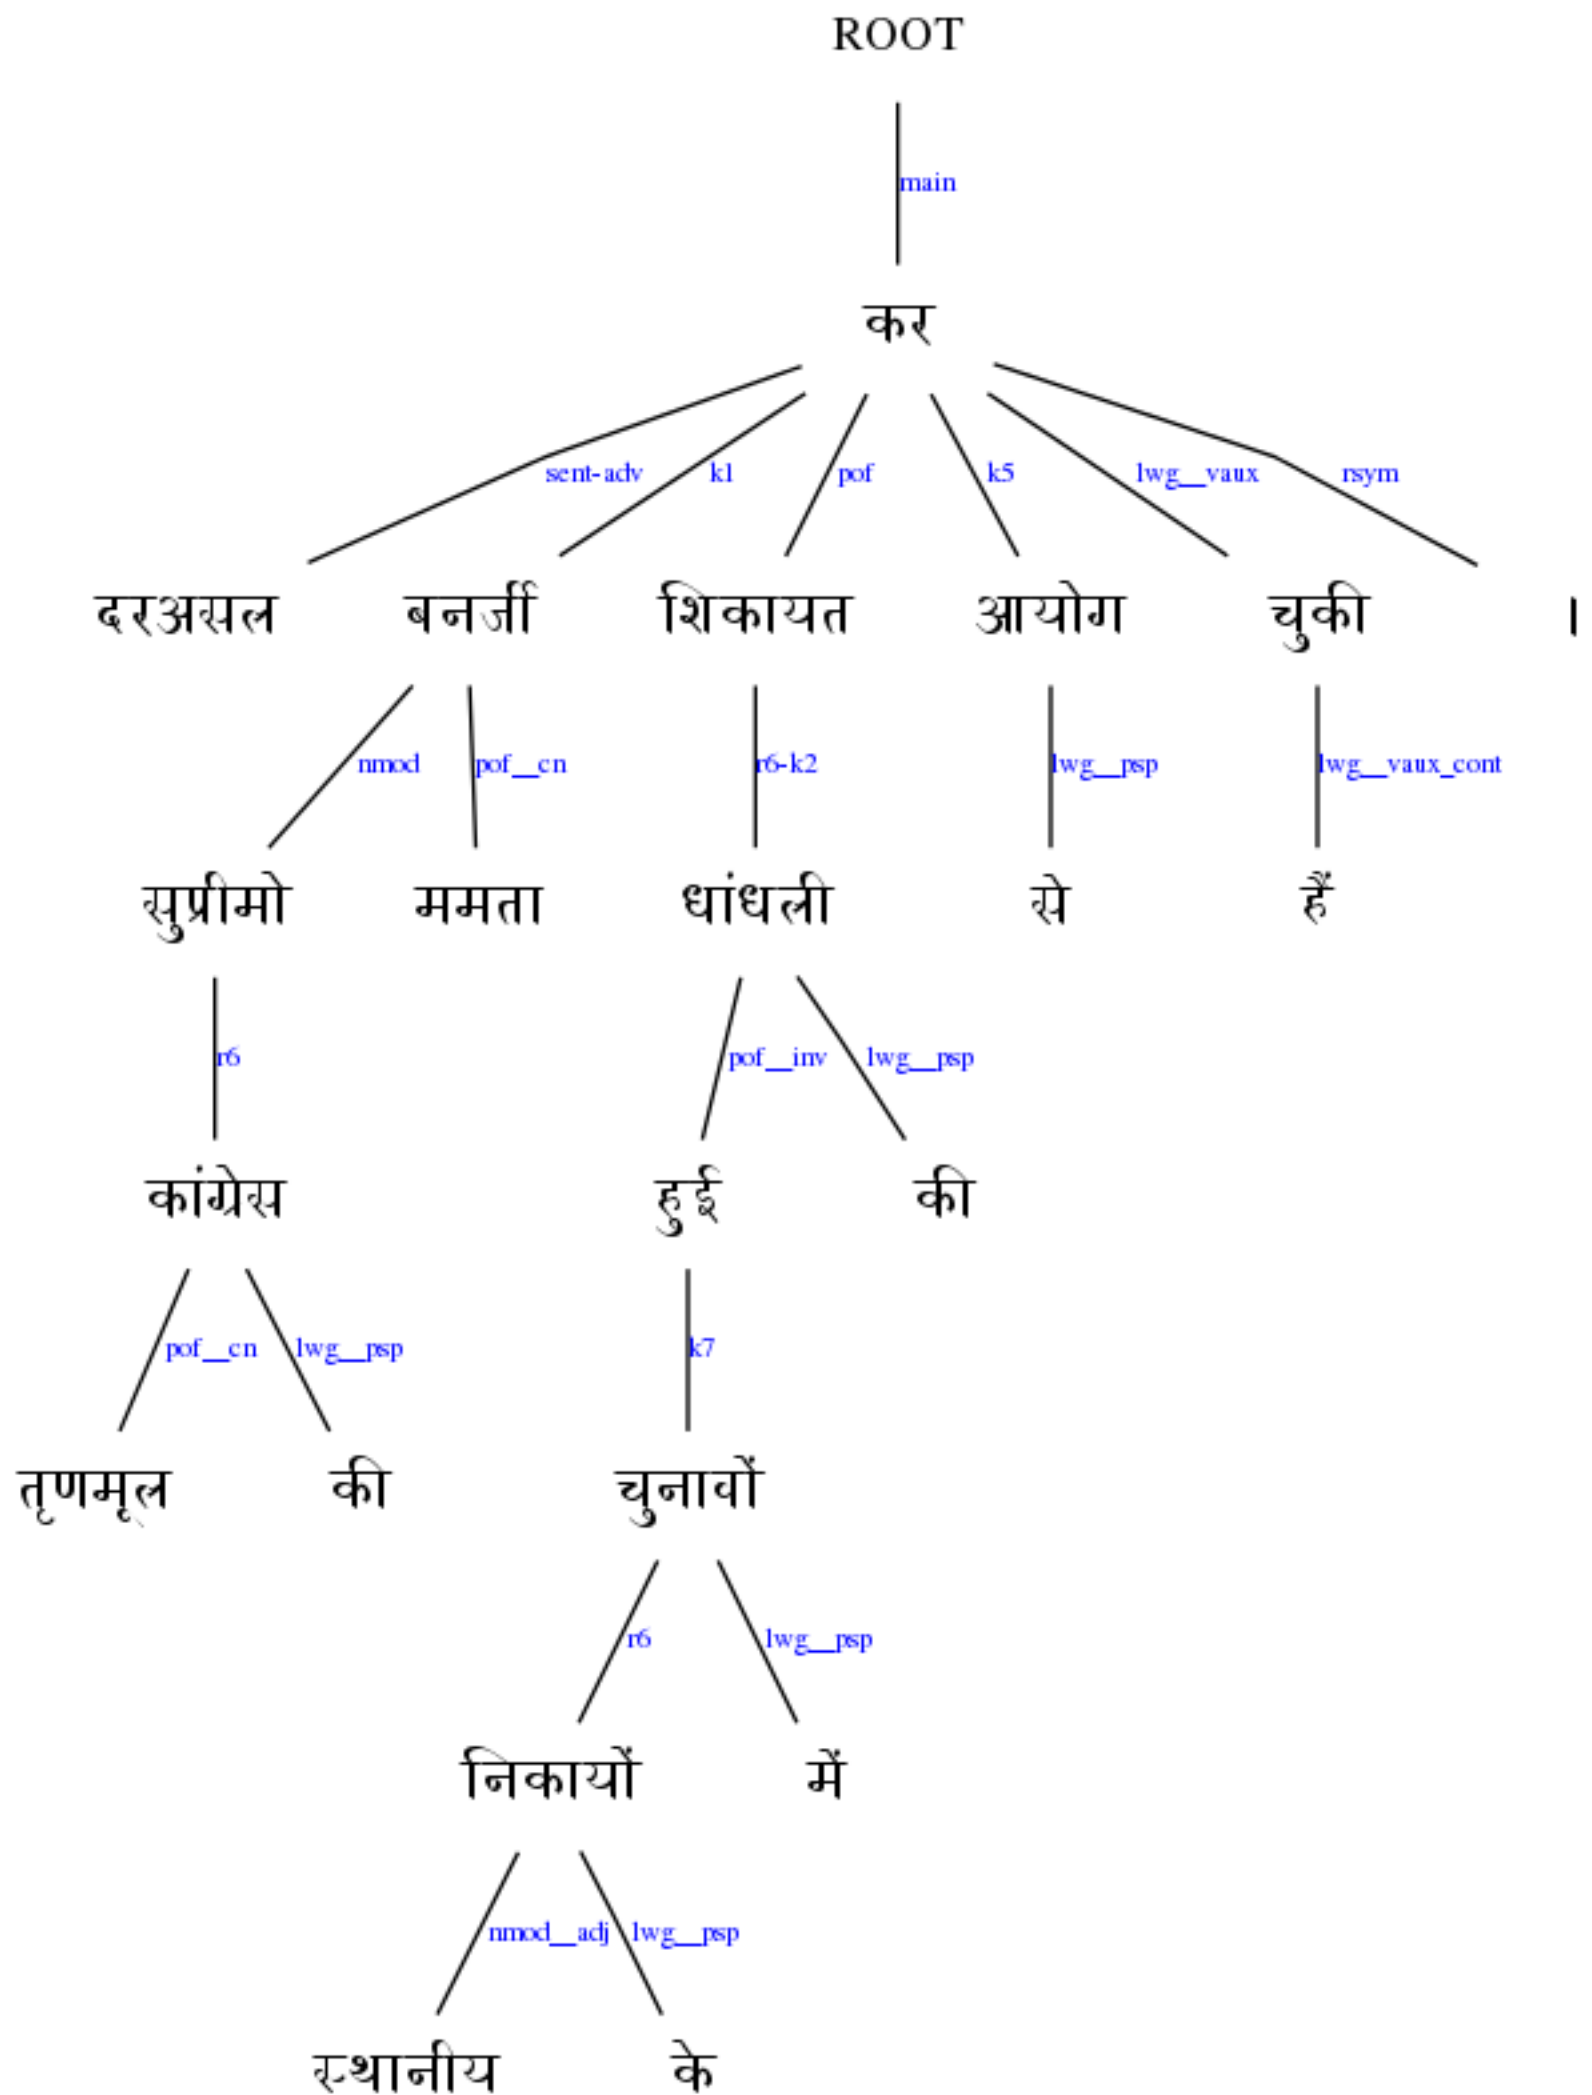 ROOT
main
कर
sent-adv k1 pof k5 lwg__vaux rsym
दरअसल बनर्जी शिकायत आयोग चुकी ।
nmod pof__cn r6-k2 lwg__psp lwg__vaux_cont
सुप्रीमो ममता धांधली से हैं
r6 pof__inv lwg__psp
कांग्रेस हुई की
pof__cn lwg__psp k7
तृणमूल की चुनावों
r6 lwg__psp
निकायों में
nmod__adj lwg__psp
स्थानीय के